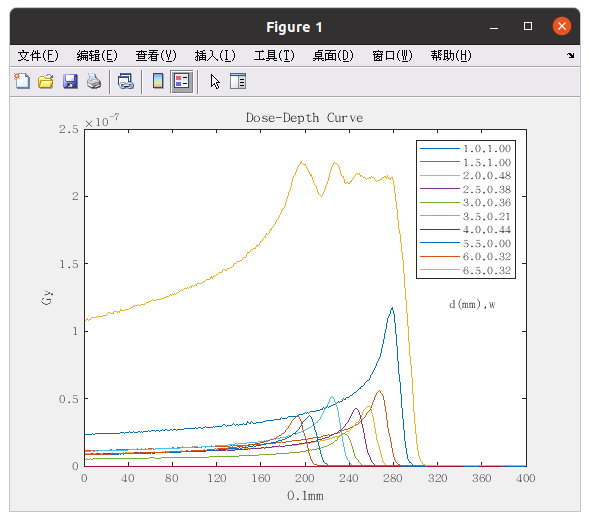 Figure 1
文件(F) 编辑(E) 查看(V) 插入(I) 工具(T) 桌面(D) 窗口(W) 帮助(H)
Dose-Depth Curve
×10⁻⁷
2.5
2
1.5
1
0.5
0
Gy
0 40 80 120 160 200 240 280 320 360 400
0.1mm
1.0,1.00
1.5,1.00
2.0,0.48
2.5,0.38
3.0,0.36
3.5,0.21
4.0,0.44
5.5,0.00
6.0,0.32
6.5,0.32
d(mm),w